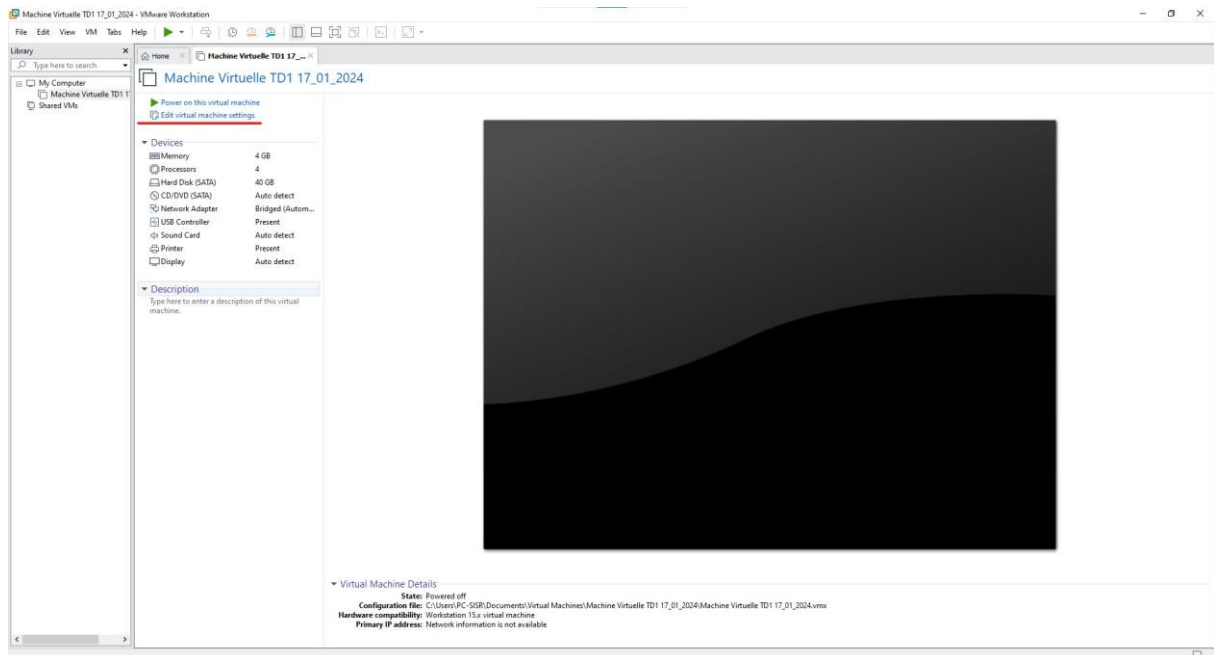 Machine Virtuelle TD1 17_01_2024 - VMware Workstation
File Edit View VM Tabs Help
Library
Type here to search
My Computer
Machine Virtuelle TD1 1
Shared VMs
Home
Machine Virtuelle TD1 17_...
Machine Virtuelle TD1 17_01_2024
Power on this virtual machine
Edit virtual machine settings
Devices
Memory 4 GB
Processors 4
Hard Disk (SATA) 40 GB
CD/DVD (SATA) Auto detect
Network Adapter Bridged (Autom...
USB Controller Present
Sound Card Auto detect
Printer Present
Display Auto detect
Description
Type here to enter a description of this virtual
machine.
Virtual Machine Details
State: Powered off
Configuration file: C:\Users\PC-SISR\Documents\Virtual Machines\Machine Virtuelle TD1 17_01_2024\Machine Virtuelle TD1 17_01_2024.vmx
Hardware compatibility: Workstation 15.x virtual machine
Primary IP address: Network information is not available